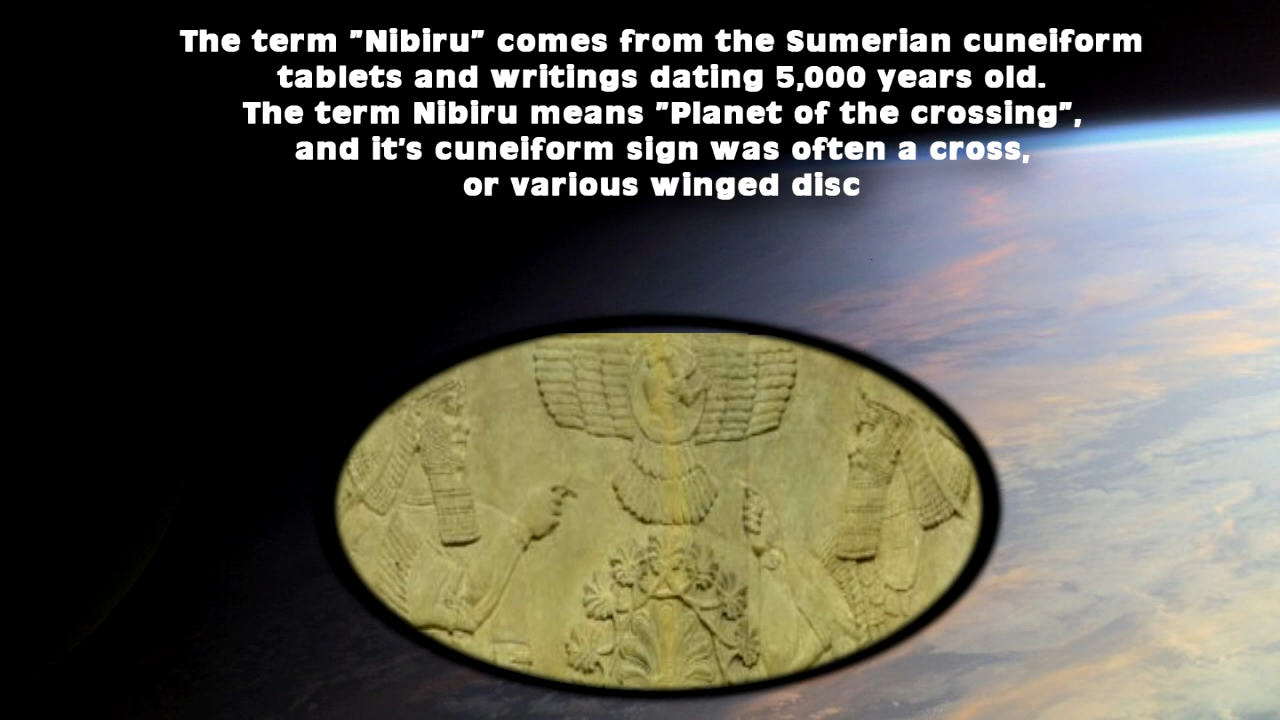 The term "Nibiru" comes from the Sumerian cuneiform
tablets and writings dating 5,000 years old.
The term Nibiru means "Planet of the crossing",
and it's cuneiform sign was often a cross,
or various winged disc